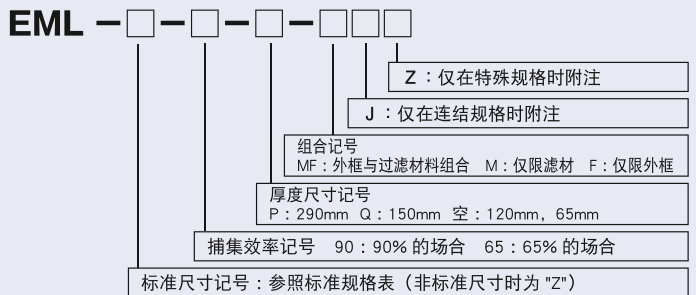 EML － □ － □ － □ － □□□
Z：仅在特殊规格时附注
J：仅在连结规格时附注
组合记号
MF：外框与过滤材料组合　M：仅限滤材　F：仅限外框
厚度尺寸记号
P：290mm　Q：150mm　空：120mm，65mm
捕集效率记号　90：90% 的场合　65：65% 的场合
标准尺寸记号：参照标准规格表（非标准尺寸时为 "Z"）